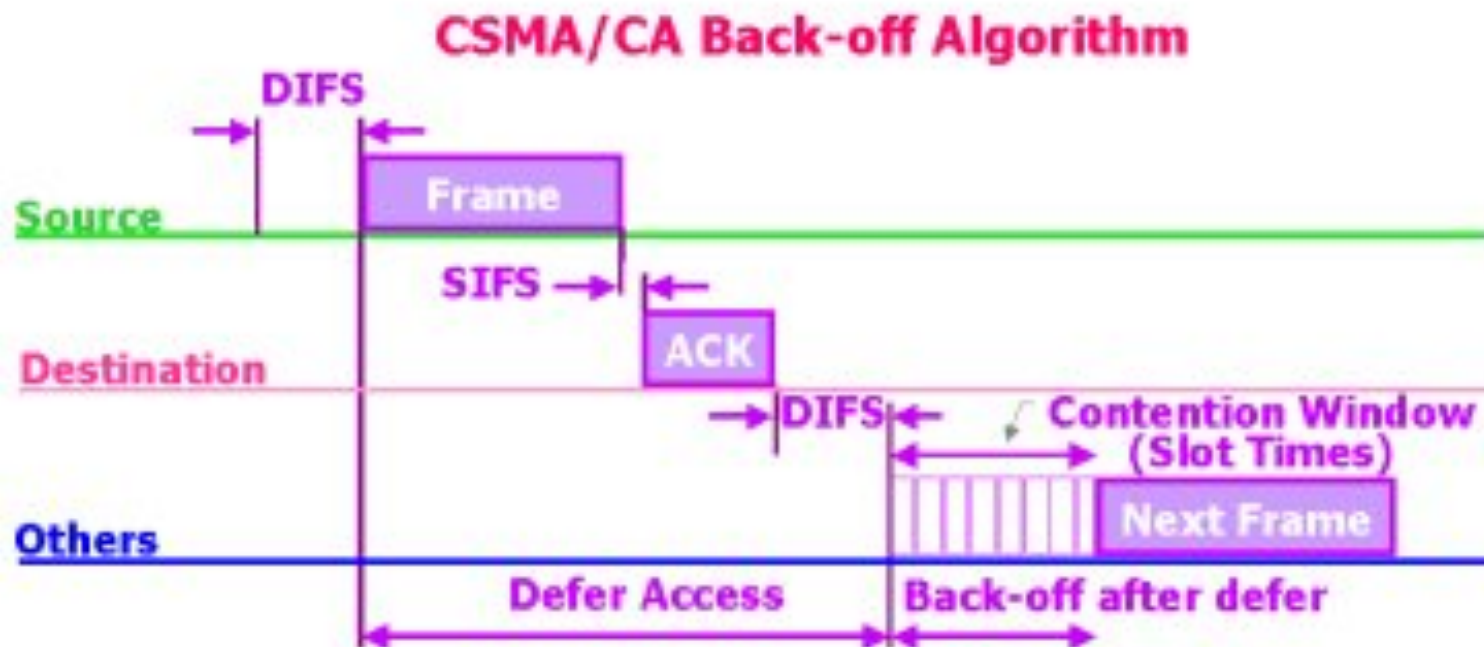 CSMA/CA Back-off Algorithm
DIFS
Frame
Source
SIFS
ACK
Destination
DIFS
Contention Window
(Slot Times)
Next Frame
Others
Defer Access
Back-off after defer